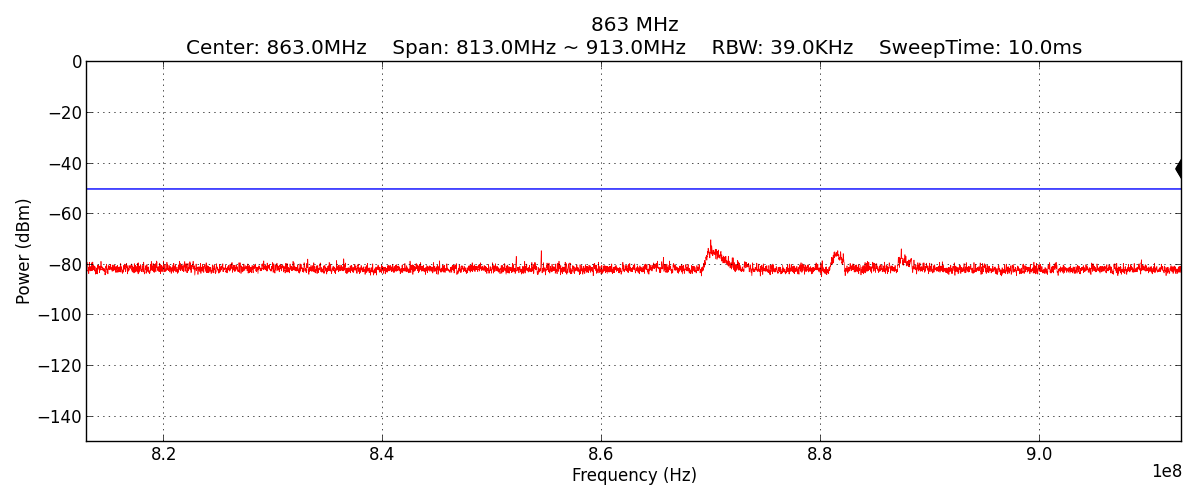 863 MHz
Center: 863.0MHz    Span: 813.0MHz ~ 913.0MHz    RBW: 39.0KHz    SweepTime: 10.0ms
0
−20
−40
−60
−80
−100
−120
−140
Power (dBm)
8.2 8.4 8.6 8.8 9.0
Frequency (Hz)
1e8